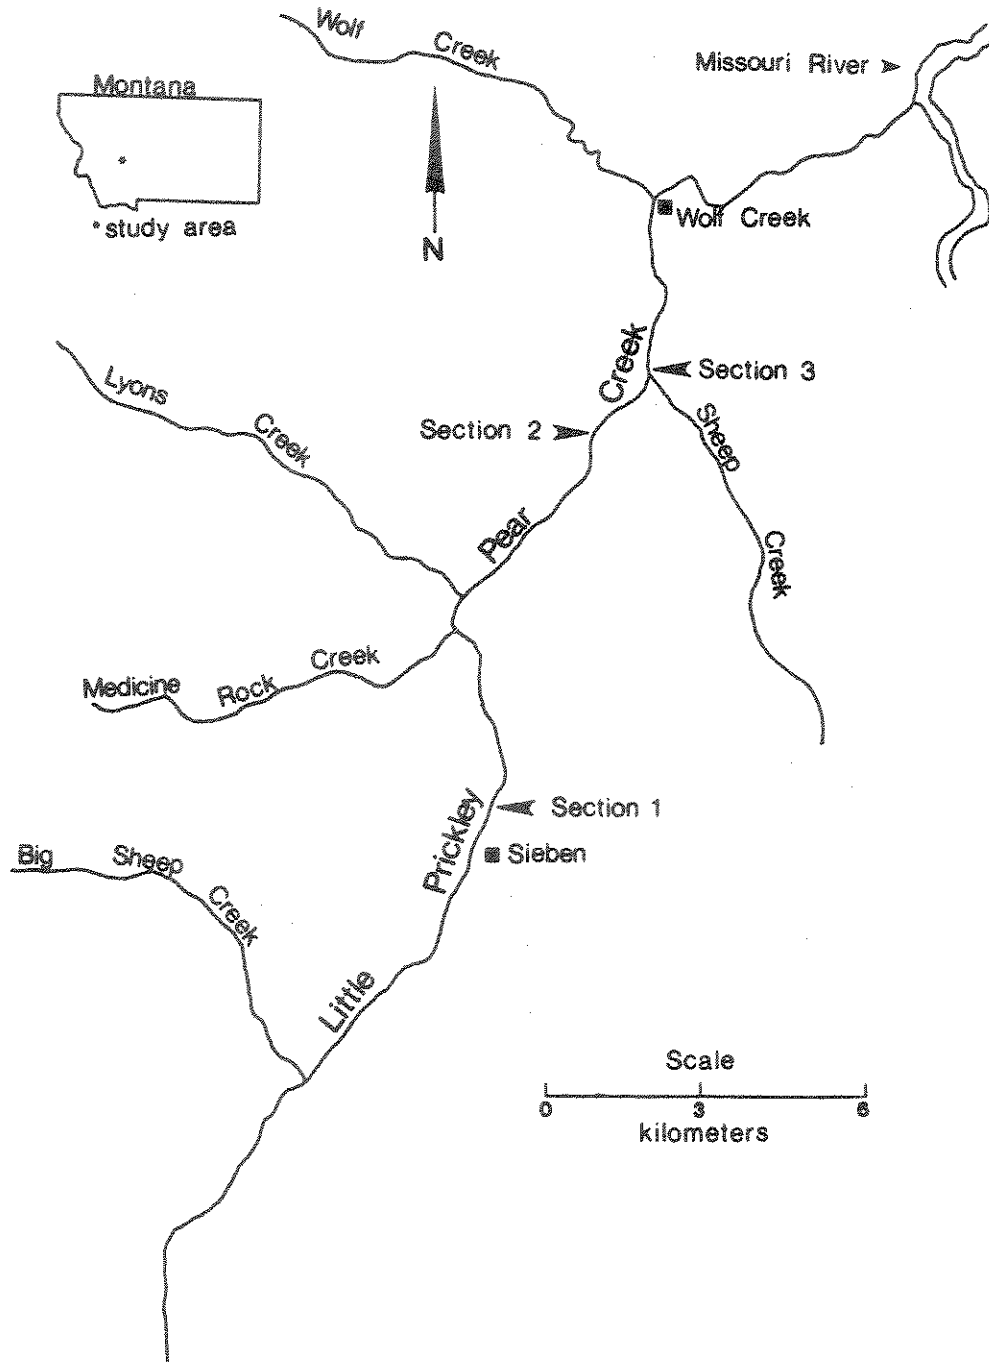 Wolf Creek
Missouri River
Montana
• study area
N
Wolf Creek
Section 3
Section 2
Lyons Creek
Sheep Creek
Medicine Rock Creek
Section 1
Sieben
Big Sheep Creek
Little Prickley Pear Creek
Scale
0 3 6
kilometers